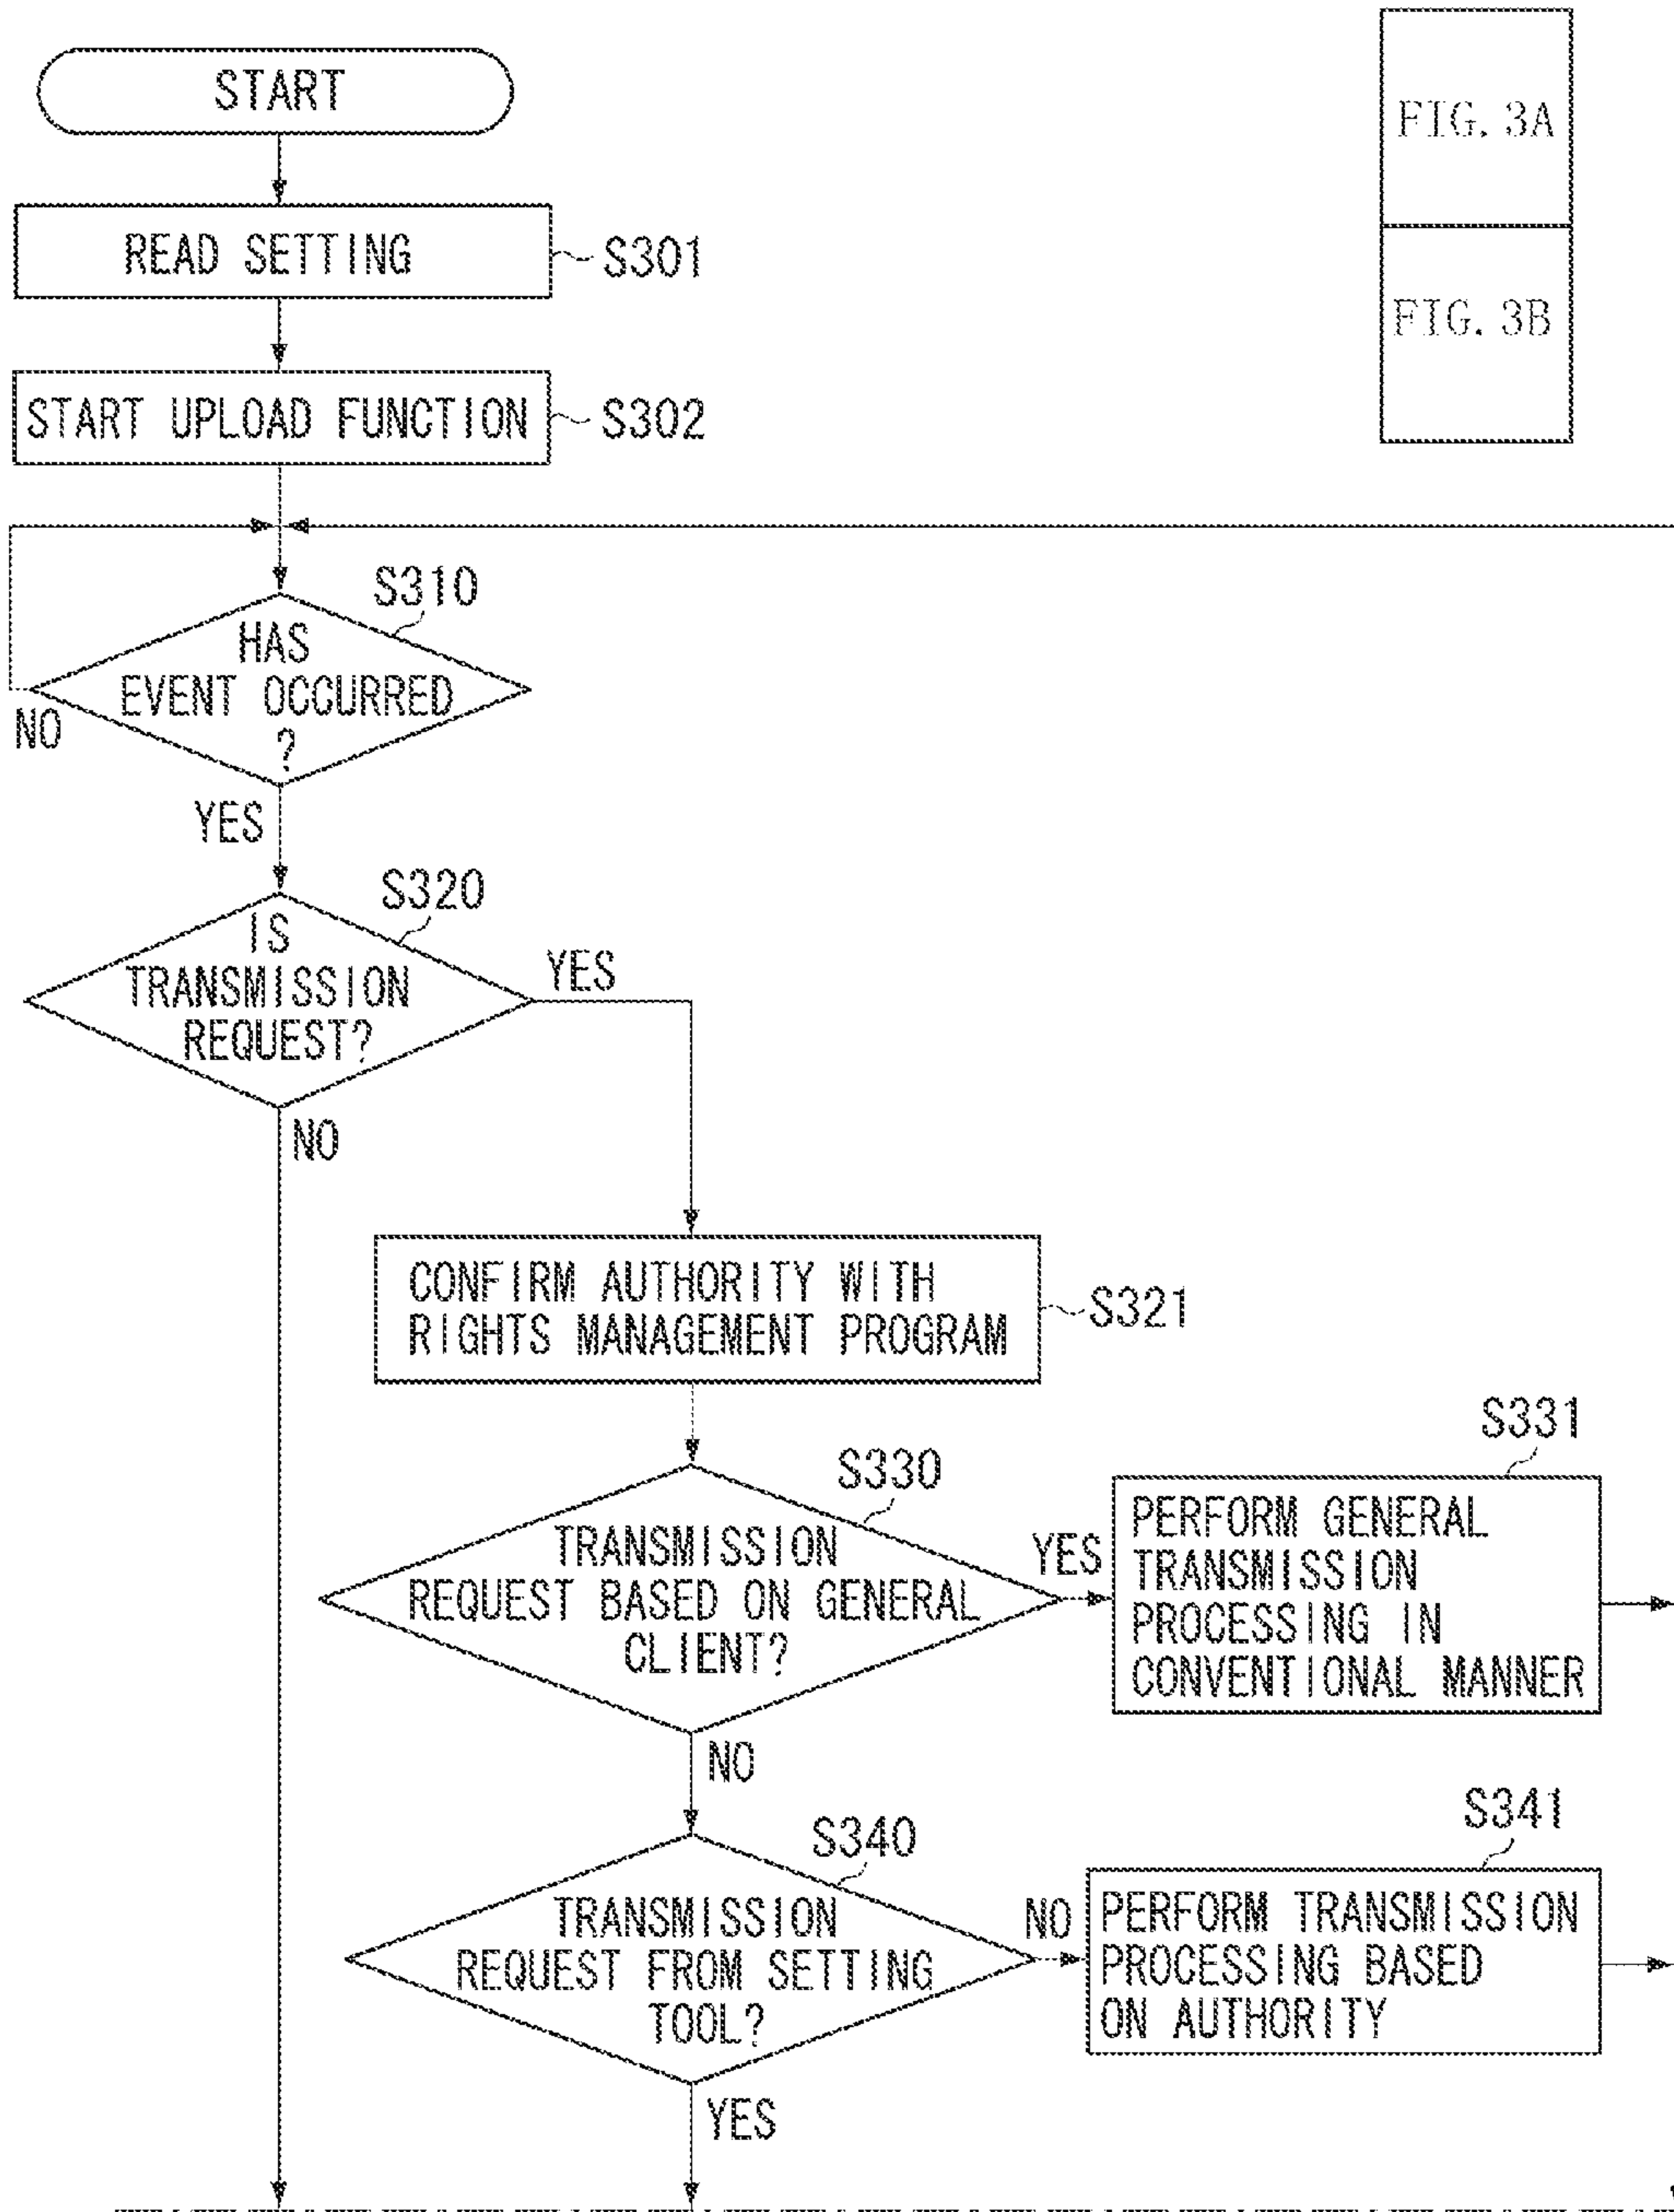 START
FIG. 3A
READ SETTING
S301
FIG. 3B
START UPLOAD FUNCTION
S302
S310
HAS
EVENT OCCURRED
?
NO
YES
S320
IS
TRANSMISSION
REQUEST?
YES
NO
CONFIRM AUTHORITY WITH
RIGHTS MANAGEMENT PROGRAM
S321
S330
TRANSMISSION
REQUEST BASED ON GENERAL
CLIENT?
YES
S331
PERFORM GENERAL
TRANSMISSION
PROCESSING IN
CONVENTIONAL MANNER
NO
S340
TRANSMISSION
REQUEST FROM SETTING
TOOL?
NO
S341
PERFORM TRANSMISSION
PROCESSING BASED
ON AUTHORITY
YES